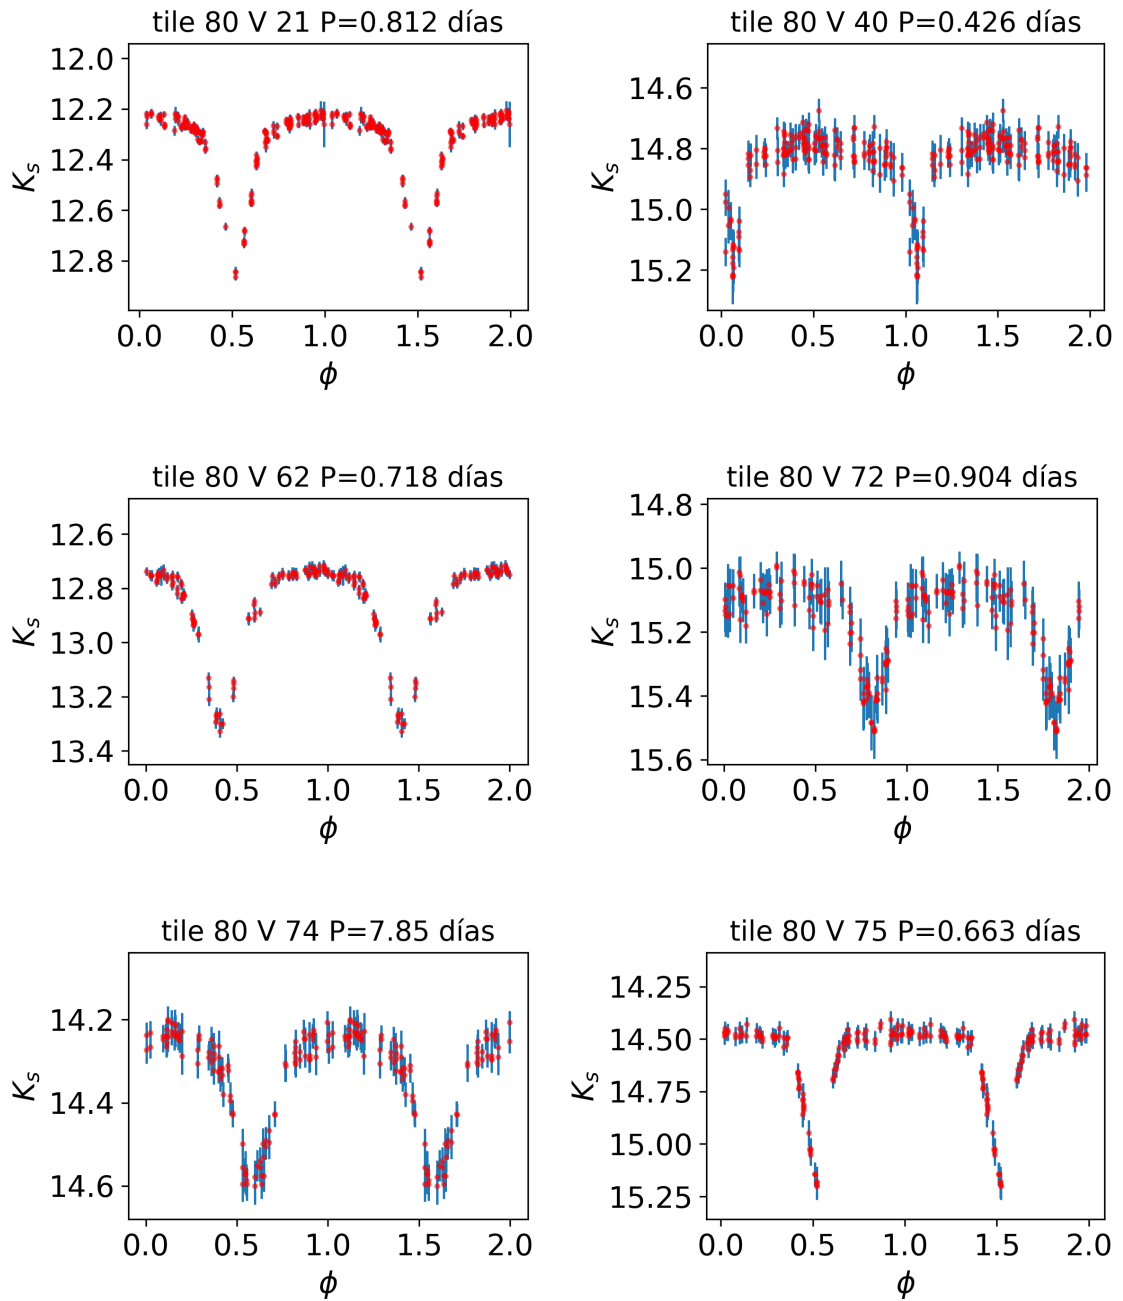 tile 80 V 21 P=0.812 días
12.0
12.2
12.4
12.6
12.8
K_s
0.0 0.5 1.0 1.5 2.0
ϕ
tile 80 V 40 P=0.426 días
14.6
14.8
15.0
15.2
K_s
0.0 0.5 1.0 1.5 2.0
ϕ
tile 80 V 62 P=0.718 días
12.6
12.8
13.0
13.2
13.4
K_s
0.0 0.5 1.0 1.5 2.0
ϕ
tile 80 V 72 P=0.904 días
14.8
15.0
15.2
15.4
15.6
K_s
0.0 0.5 1.0 1.5 2.0
ϕ
tile 80 V 74 P=7.85 días
14.2
14.4
14.6
K_s
0.0 0.5 1.0 1.5 2.0
ϕ
tile 80 V 75 P=0.663 días
14.25
14.50
14.75
15.00
15.25
K_s
0.0 0.5 1.0 1.5 2.0
ϕ